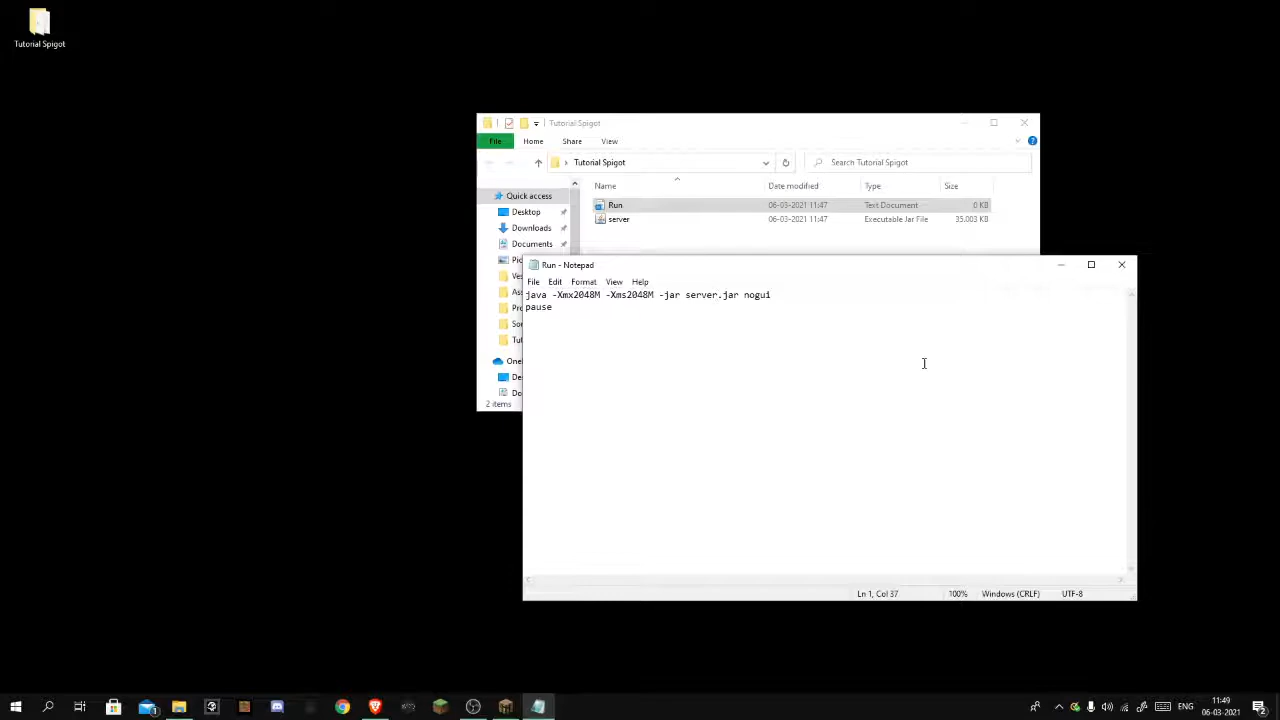 Tutorial Spigot
Tutorial Spigot
File Home Share View
Tutorial Spigot
Search Tutorial Spigot
Name Date modified Type Size
Quick access
Desktop
Downloads
Documents
Run 06-03-2021 11:47 Text Document 0 KB
server 06-03-2021 11:47 Executable Jar File 35.003 KB
2 items
Run - Notepad
File Edit Format View Help
java -Xmx2048M -Xms2048M -jar server.jar nogui
pause
Ln 1, Col 37 100% Windows (CRLF) UTF-8
ENG
11:49
06-03-2021